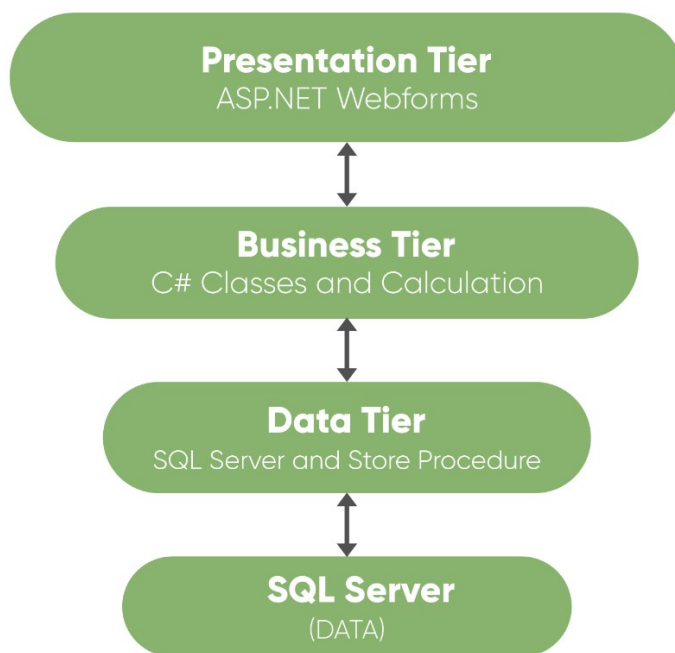 Presentation Tier
ASP.NET Webforms
Business Tier
C# Classes and Calculation
Data Tier
SQL Server and Store Procedure
SQL Server
(DATA)